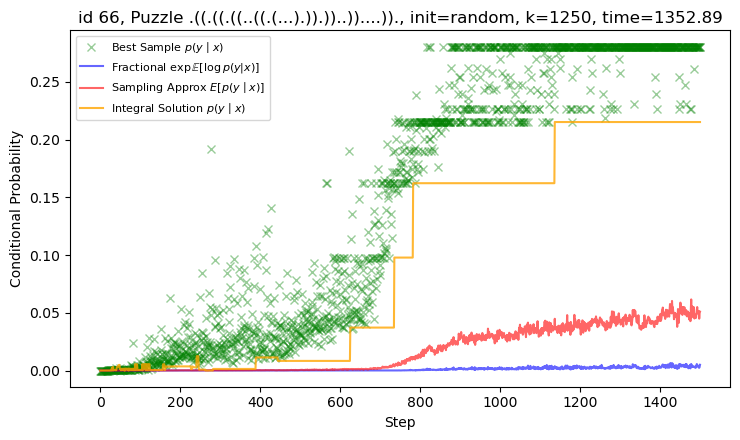 id 66, Puzzle .((.((.((..((.(...).)).))..))....))., init=random, k=1250, time=1352.89
Best Sample p(y | x)
Fractional exp𝔼[log p(y|x)]
Sampling Approx E[p(y | x)]
Integral Solution p(y | x)
Conditional Probability
0.25
0.20
0.15
0.10
0.05
0.00
0 200 400 600 800 1000 1200 1400
Step